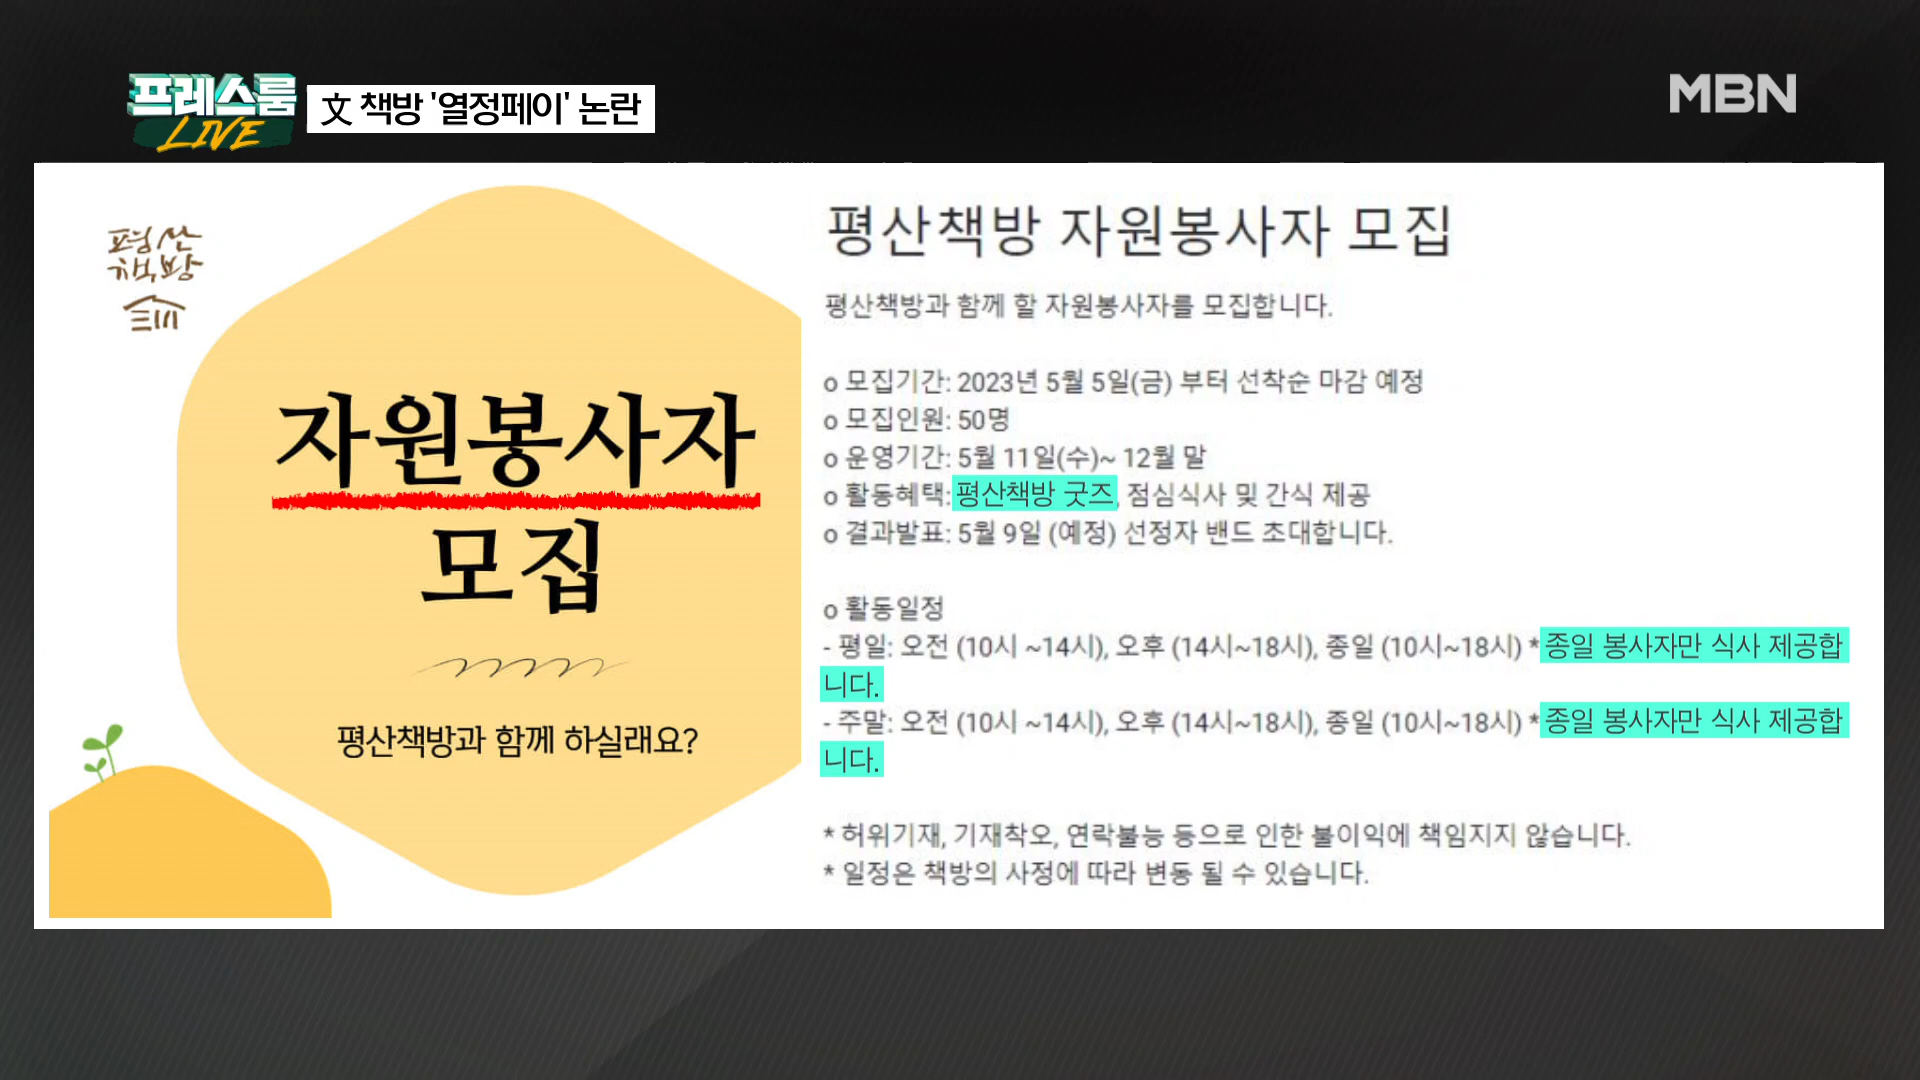 프레스룸
LIVE
文 책방 '열정페이' 논란
MBN
평산
책방
자원봉사자
모집
평산책방과 함께 하실래요?
평산책방 자원봉사자 모집
평산책방과 함께 할 자원봉사자를 모집합니다.
o 모집기간: 2023년 5월 5일(금) 부터 선착순 마감 예정
o 모집인원: 50명
o 운영기간: 5월 11일(수)~ 12월 말
o 활동혜택: 평산책방 굿즈, 점심식사 및 간식 제공
o 결과발표: 5월 9일 (예정) 선정자 밴드 초대합니다.
o 활동일정
- 평일: 오전 (10시 ~14시), 오후 (14시~18시), 종일 (10시~18시) *종일 봉사자만 식사 제공합
니다.
- 주말: 오전 (10시 ~14시), 오후 (14시~18시), 종일 (10시~18시) *종일 봉사자만 식사 제공합
니다.
* 허위기재, 기재착오, 연락불능 등으로 인한 불이익에 책임지지 않습니다.
* 일정은 책방의 사정에 따라 변동 될 수 있습니다.